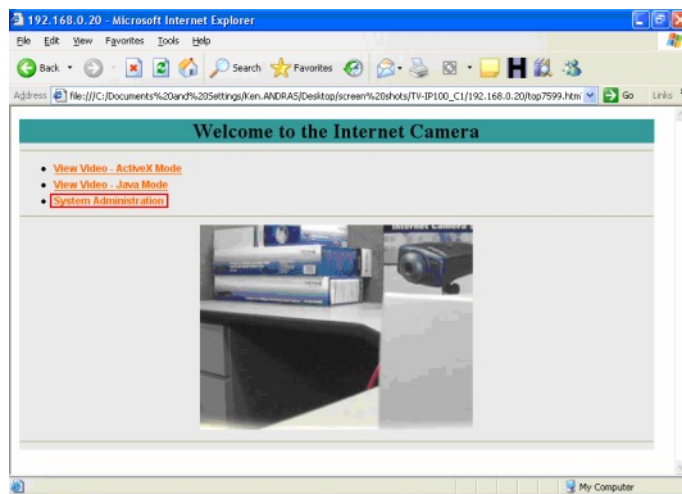 192.168.0.20 - Microsoft Internet Explorer
File Edit View Favorites Tools Help
Back Search Favorites
Address file:///C:/Documents%20and%20Settings/Ken.ANDRAS/Desktop/screen%20shots/TV-IP100_C1/192.168.0.20/top7599.htm Go Links
Welcome to the Internet Camera
View Video - ActiveX Mode
View Video - Java Mode
System Administration
Internet Camera
My Computer